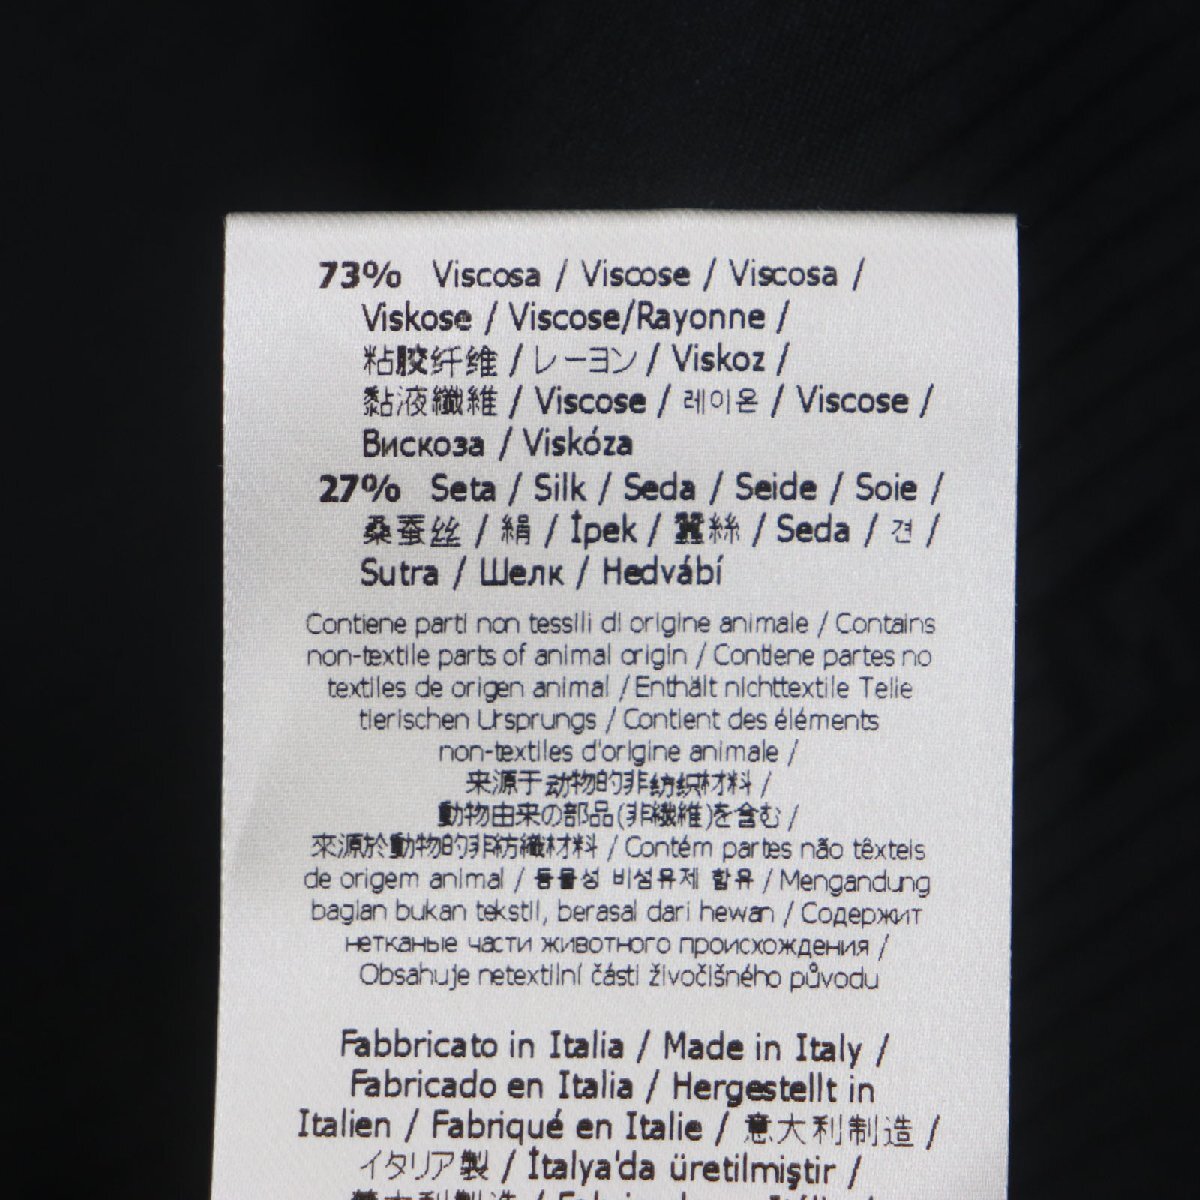 73% Viscosa / Viscose / Viscosa /
Viskose / Viscose/Rayonne /
粘胶纤维 / レーヨン / Viskoz /
黏液纖維 / Viscose / 레이온 / Viscose /
Вискоза / Viskóza
27% Seta / Silk / Seda / Seide / Soie /
桑蚕丝 / 絹 / İpek / 蠶絲 / Seda / 견 /
Sutra / Шелк / Hedvábí
Contiene parti non tessili di origine animale / Contains
non-textile parts of animal origin / Contiene partes no
textiles de origen animal / Enthält nichttextile Teile
tierischen Ursprungs / Contient des éléments
non-textiles d'origine animale /
来源于动物的非纺织材料 /
動物由来の部品(非繊維)を含む /
來源於動物的非紡織材料 / Contém partes não têxteis
de origem animal / 동물성 비섬유제 함유 / Mengandung
bagian bukan tekstil, berasal dari hewan / Содержит
нетканые части животного происхождения /
Obsahuje netextilní části živočišného původu
Fabbricato in Italia / Made in Italy /
Fabricado en Italia / Hergestellt in
Italien / Fabriqué en Italie / 意大利制造 /
イタリア製 / İtalya'da üretilmiştir /